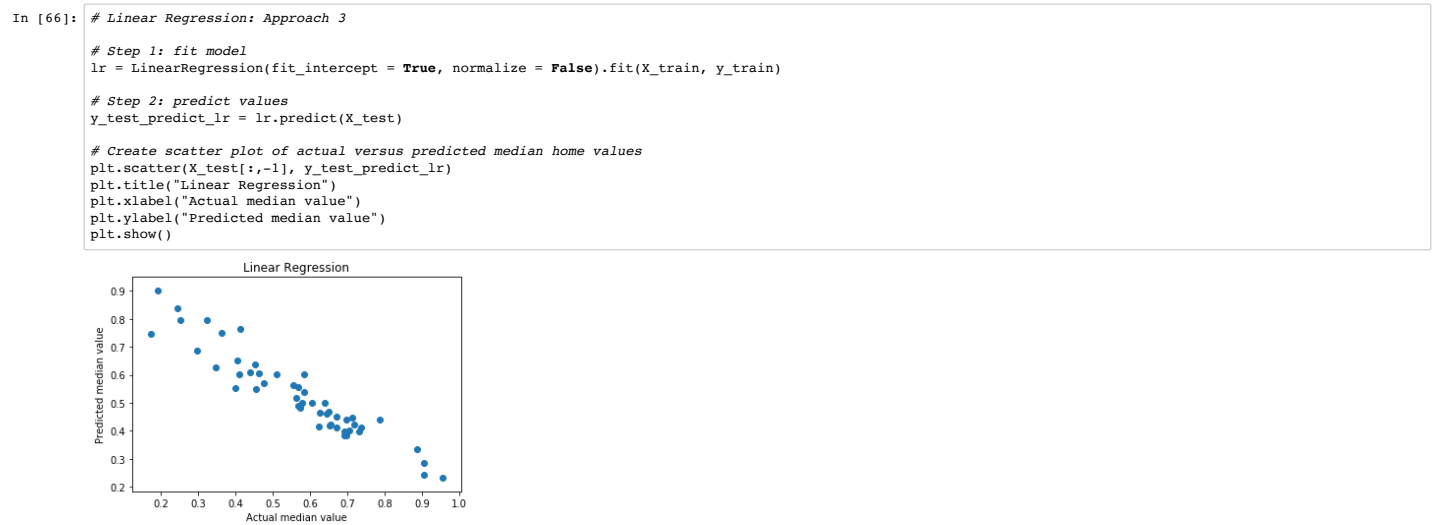 In [66]: # Linear Regression: Approach 3
# Step 1: fit model
lr = LinearRegression(fit_intercept = True, normalize = False).fit(X_train, y_train)
# Step 2: predict values
y_test_predict_lr = lr.predict(X_test)
# Create scatter plot of actual versus predicted median home values
plt.scatter(X_test[:,-1], y_test_predict_lr)
plt.title("Linear Regression")
plt.xlabel("Actual median value")
plt.ylabel("Predicted median value")
plt.show()
Linear Regression
Predicted median value
0.9
0.8
0.7
0.6
0.5
0.4
0.3
0.2
0.2 0.3 0.4 0.5 0.6 0.7 0.8 0.9 1.0
Actual median value